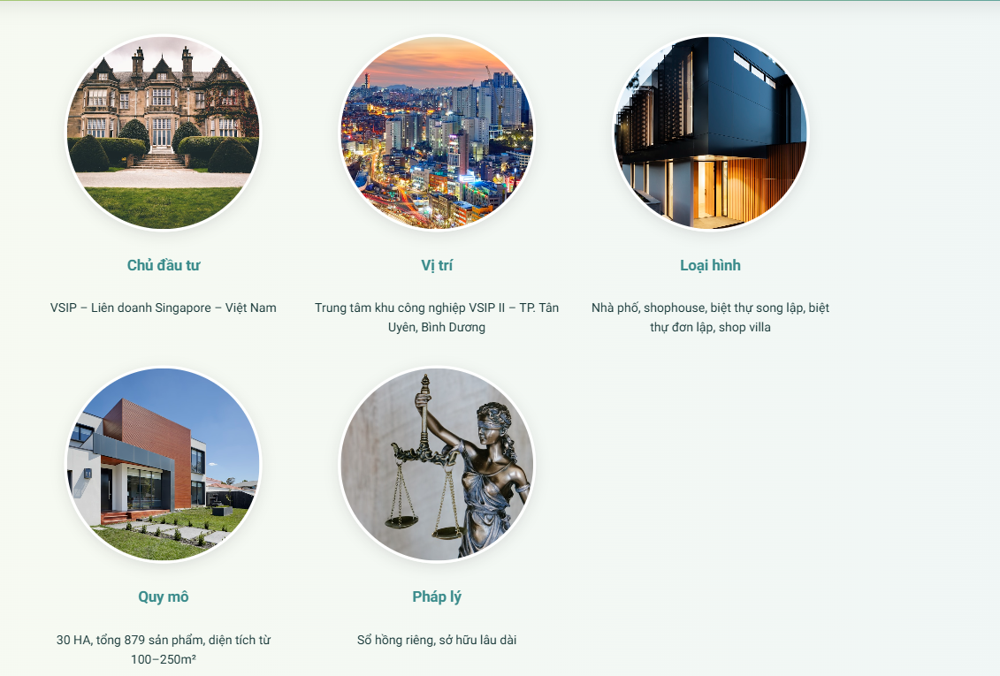 Chủ đầu tư
VSIP – Liên doanh Singapore – Việt Nam
Vị trí
Trung tâm khu công nghiệp VSIP II – TP. Tân
Uyên, Bình Dương
Loại hình
Nhà phố, shophouse, biệt thự song lập, biệt
thự đơn lập, shop villa
Quy mô
30 HA, tổng 879 sản phẩm, diện tích từ
100–250m²
Pháp lý
Sổ hồng riêng, sở hữu lâu dài